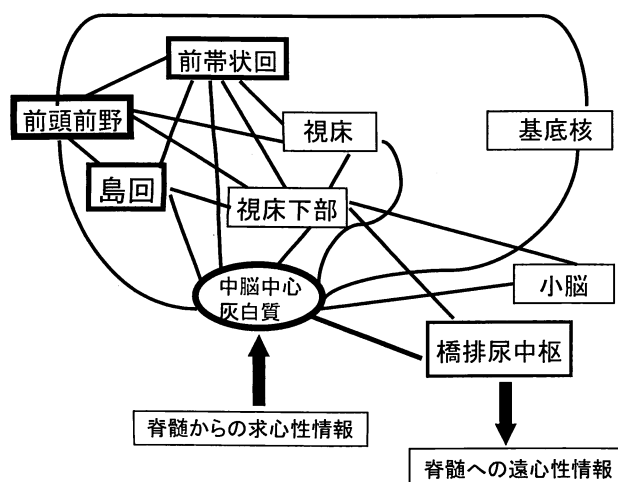 前帯状回
前頭前野
視床
基底核
島回
視床下部
中脳中心
灰白質
小脳
橋排尿中枢
脊髄からの求心性情報
脊髄への遠心性情報